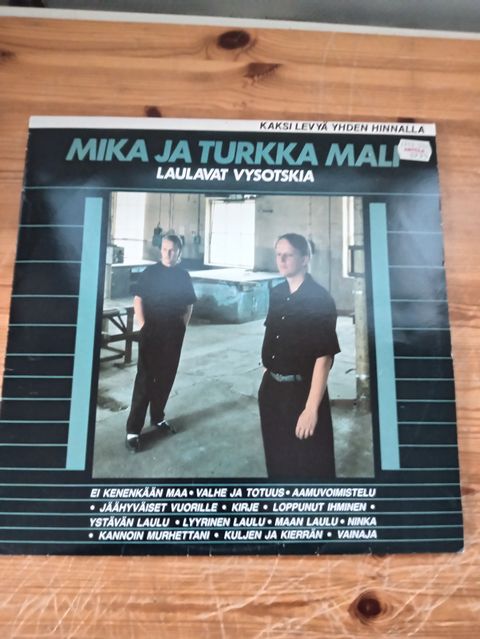 KAKSI LEVYÄ YHDEN HINNALLA
MIKA JA TURKKA MALI
LAULAVAT VYSOTSKIA
EI KENENKÄÄN MAA • VALHE JA TOTUUS • AAMUVOIMISTELU
• JÄÄHYVÄISET VUORILLE • KIRJE • LOPPUNUT IHMINEN •
YSTÄVÄN LAULU • LYYRINEN LAULU • MAAN LAULU • NINKA
• KANNOIN MURHETTANI • KULJEN JA KIERRÄN • VAINAJA